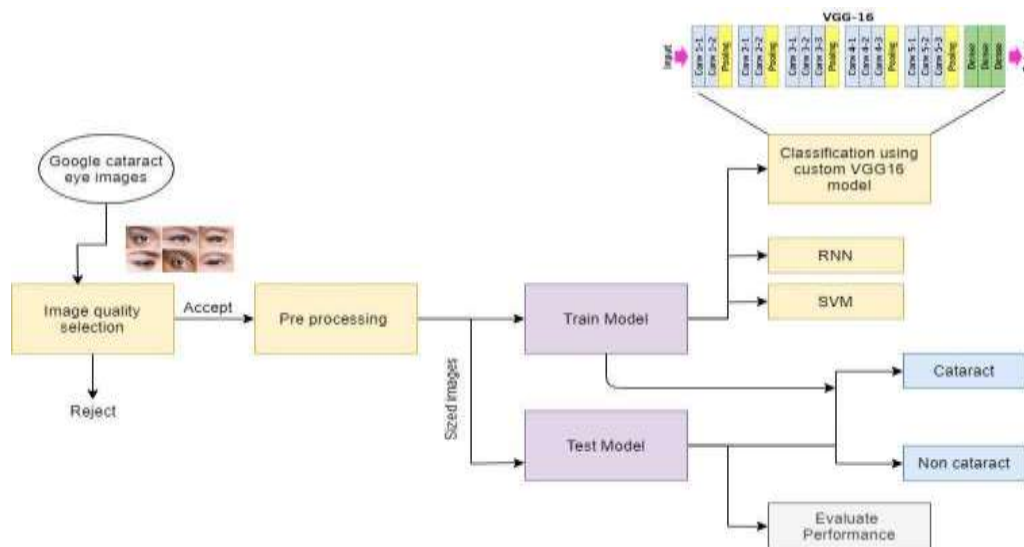 VGG-16
Input
Conv 1-1
Conv 1-2
Pooling
Conv 2-1
Conv 2-2
Pooling
Conv 3-1
Conv 3-2
Conv 3-3
Pooling
Conv 4-1
Conv 4-2
Conv 4-3
Pooling
Conv 5-1
Conv 5-2
Conv 5-3
Pooling
Dense
Dense
Dense
Google cataract
eye images
Classification using
custom VGG16
model
RNN
SVM
Image quality
selection
Accept
Pre processing
Train Model
Reject
Sized images
Test Model
Cataract
Non cataract
Evaluate
Performance